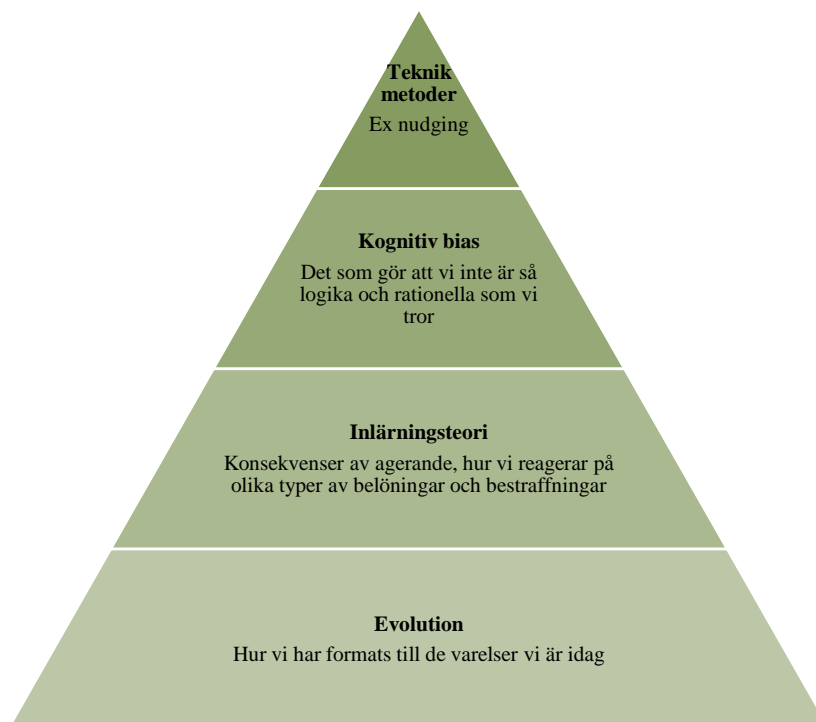 Teknik
metoder
Ex nudging
Kognitiv bias
Det som gör att vi inte är så
logika och rationella som vi
tror
Inlärningsteori
Konsekvenser av agerande, hur vi reagerar på
olika typer av belöningar och bestraffningar
Evolution
Hur vi har formats till de varelser vi är idag